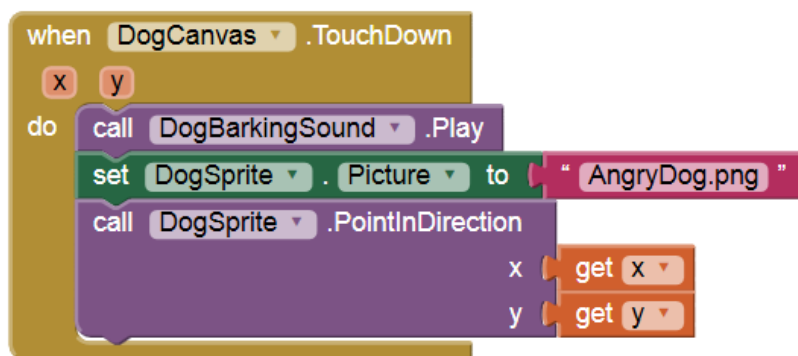 when DogCanvas .TouchDown
x y
do call DogBarkingSound .Play
set DogSprite . Picture to " AngryDog.png "
call DogSprite .PointInDirection
x get x
y get y